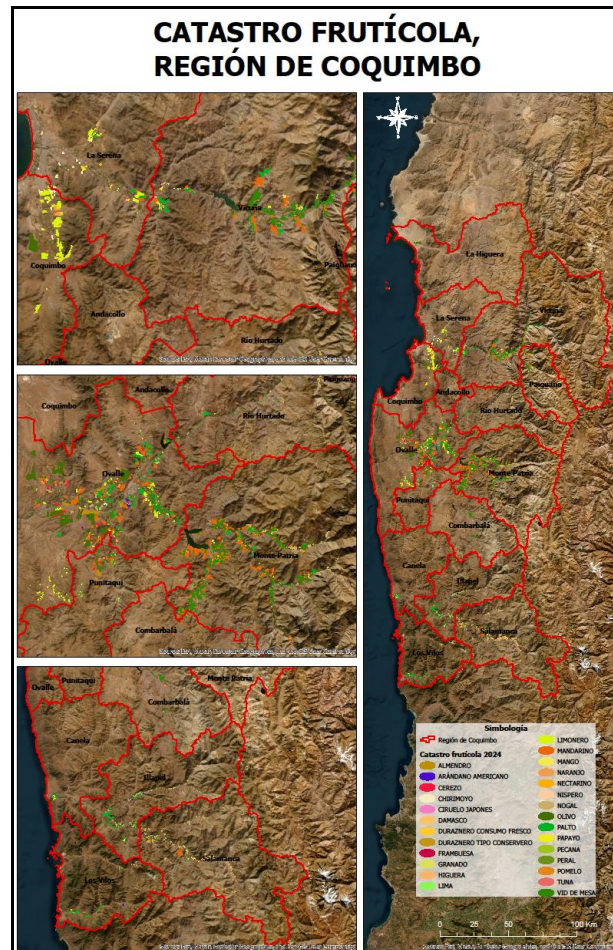 CATASTRO FRUTÍCOLA,
REGIÓN DE COQUIMBO
La Serena
Vicuña
Paiguano
Coquimbo
Andacollo
Río Hurtado
Ovalle
Coquimbo
Andacollo
Paiguano
Río Hurtado
Ovalle
Monte Patria
Punitaqui
Combarbalá
Ovalle
Punitaqui
Monte Patria
Combarbalá
Canela
Illapel
Salamanca
Los Vilos
La Higuera
Vicuña
La Serena
Paiguano
Coquimbo
Andacollo
Río Hurtado
Ovalle
Monte Patria
Punitaqui
Combarbalá
Canela
Illapel
Salamanca
Los Vilos
Simbología
Región de Coquimbo
Catastro frutícola 2024
ALMENDRO
ARÁNDANO AMERICANO
CEREZO
CHIRIMOYO
CIRUELO JAPONES
DAMASCO
DURAZNERO CONSUMO FRESCO
DURAZNERO TIPO CONSERVERO
FRAMBUESA
GRANADO
HIGUERA
LIMA
LIMONERO
MANDARINO
MANGO
NARANJO
NECTARINO
NISPERO
NOGAL
OLIVO
PALTO
PAPAYO
PECANA
PERAL
POMELO
TUNA
VID DE MESA
0 25 50 100 Km